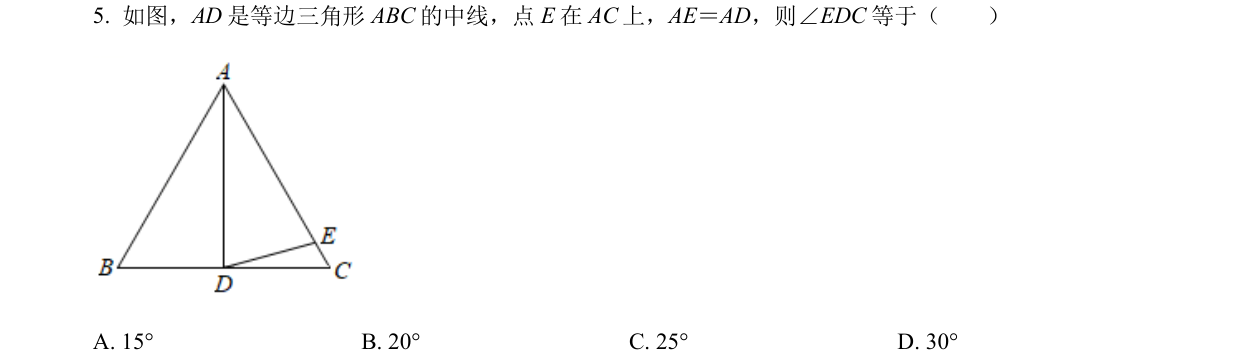 5. 如图，AD 是等边三角形 ABC 的中线，点 E 在 AC 上，AE＝AD，则∠EDC 等于（　　）
A
E
B
C
D
A. 15° B. 20° C. 25° D. 30°